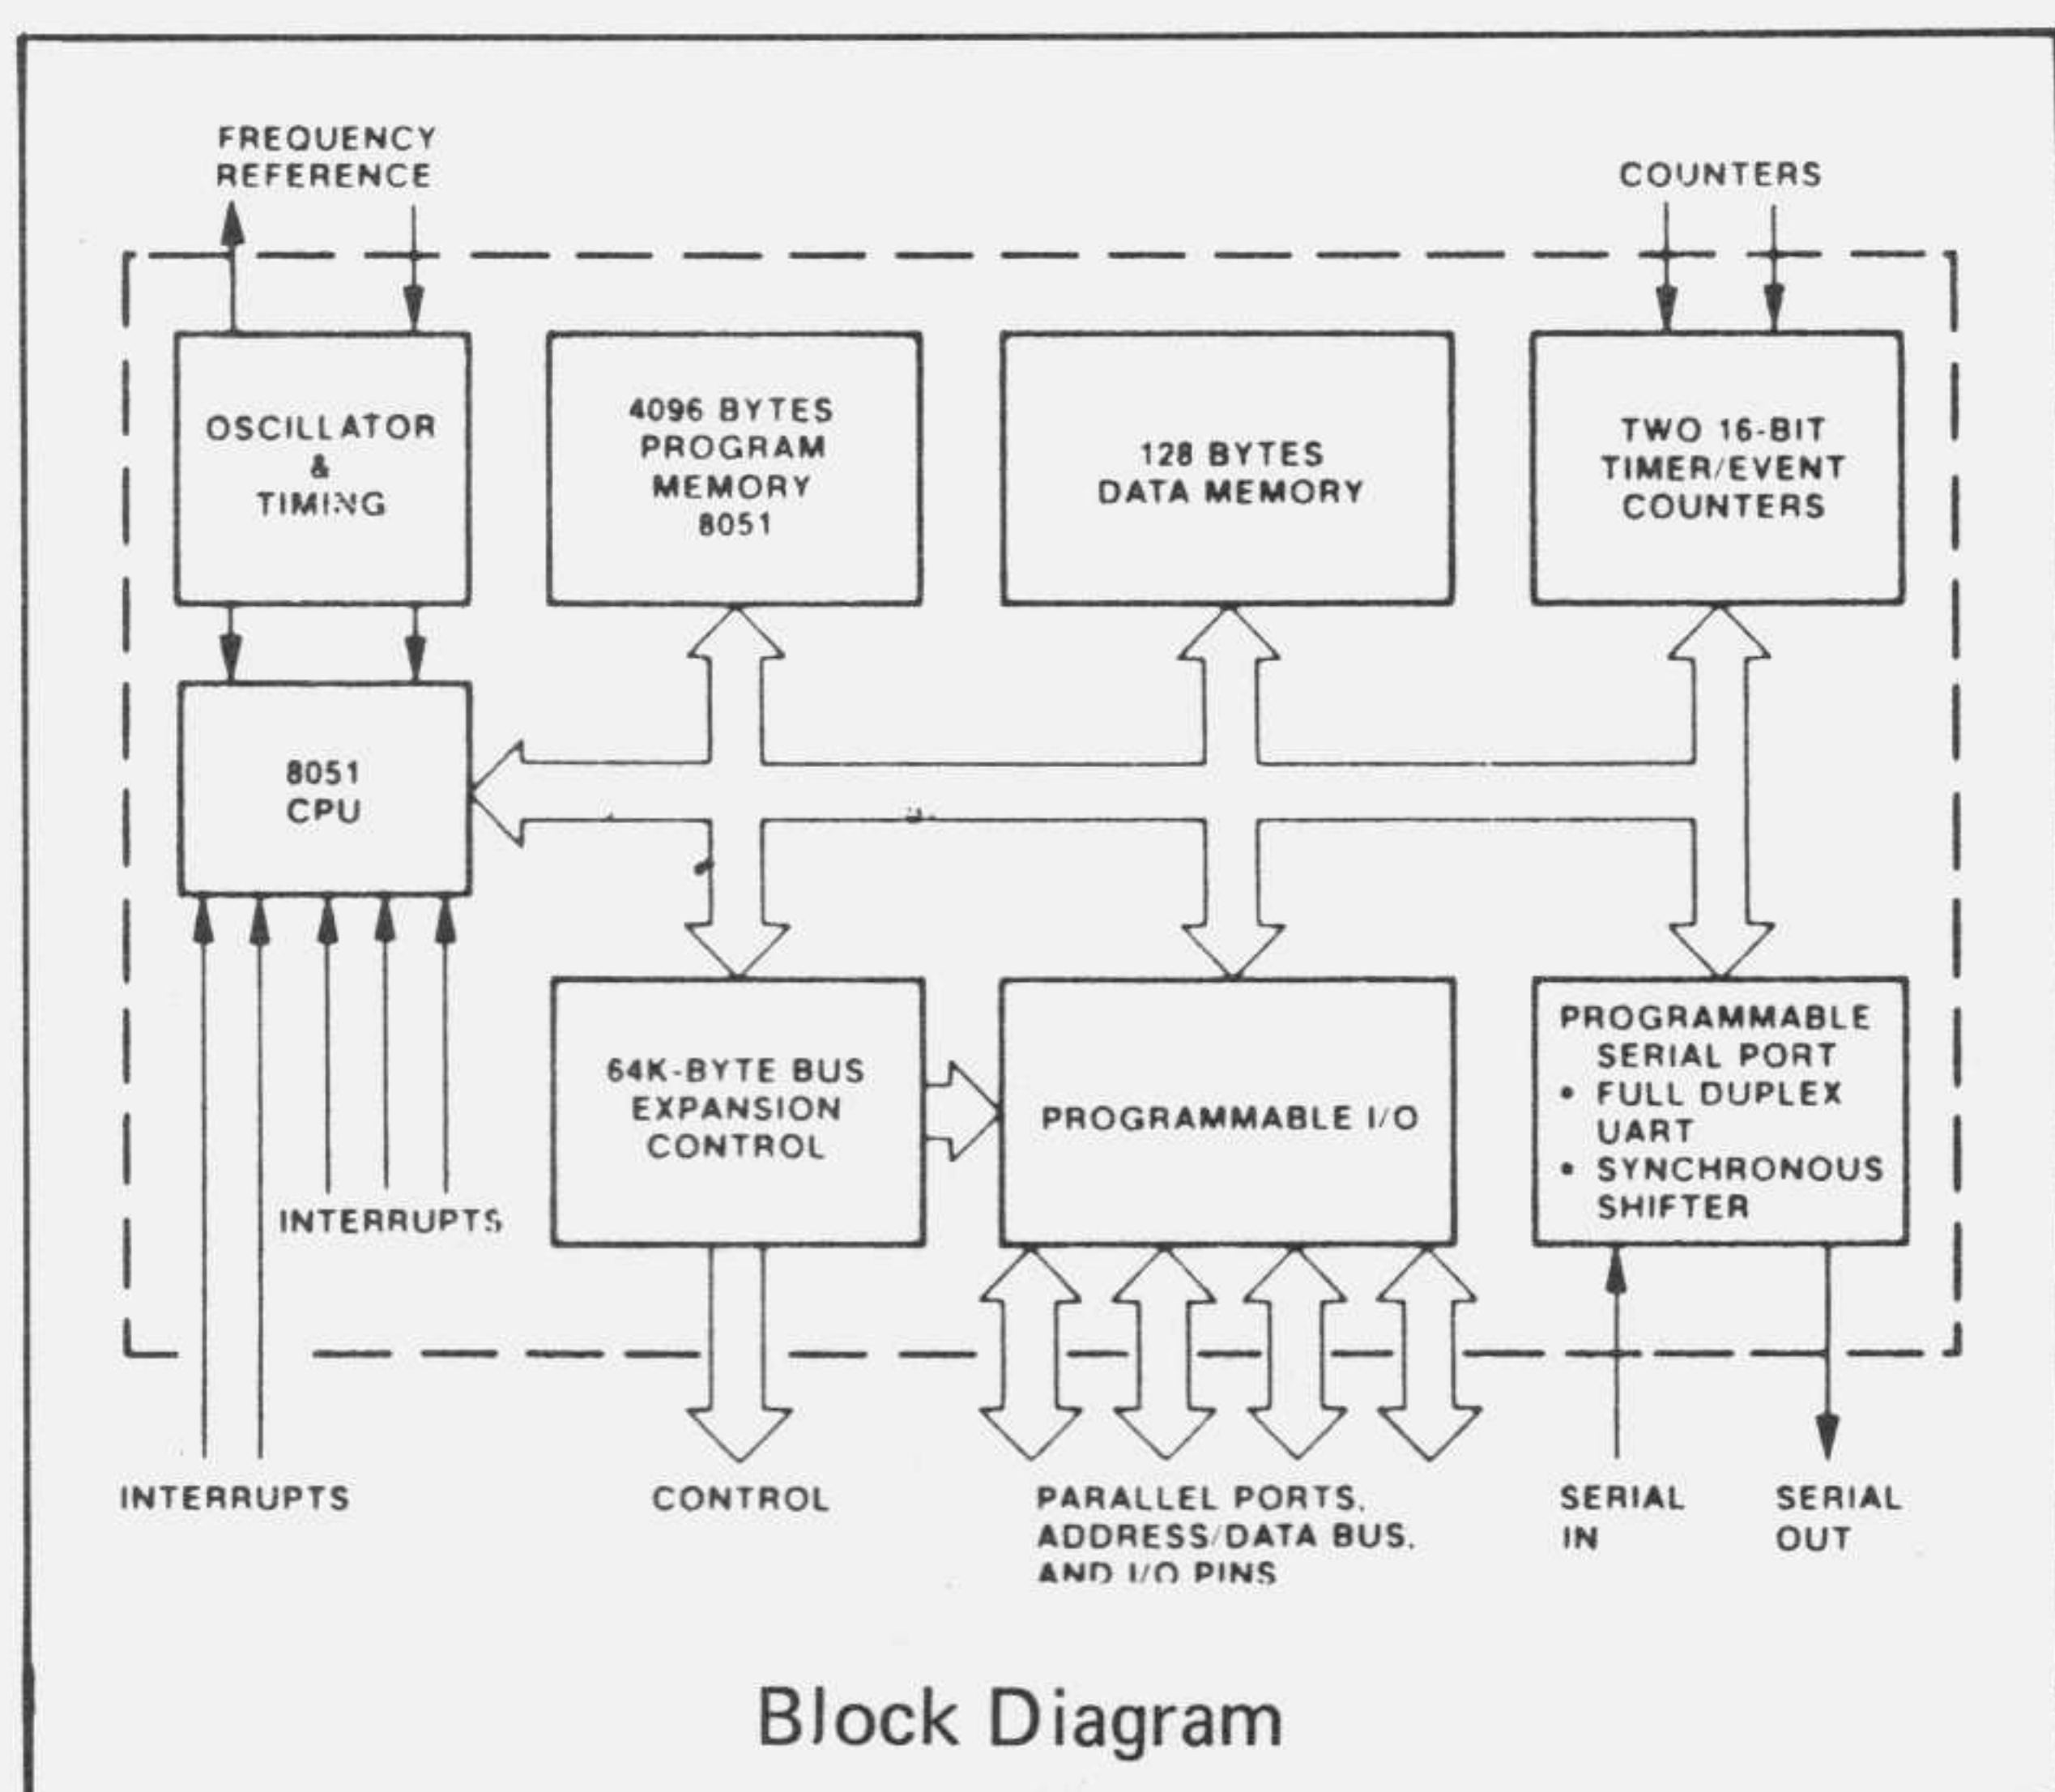 FREQUENCY
REFERENCE
COUNTERS
OSCILLATOR
&
TIMING
4096 BYTES
PROGRAM
MEMORY
8051
128 BYTES
DATA MEMORY
TWO 16-BIT
TIMER/EVENT
COUNTERS
8051
CPU
64K-BYTE BUS
EXPANSION
CONTROL
PROGRAMMABLE I/O
PROGRAMMABLE
SERIAL PORT
• FULL DUPLEX
UART
• SYNCHRONOUS
SHIFTER
INTERRUPTS
INTERRUPTS
CONTROL
PARALLEL PORTS,
ADDRESS/DATA BUS,
AND I/O PINS
SERIAL
IN
SERIAL
OUT
Block Diagram